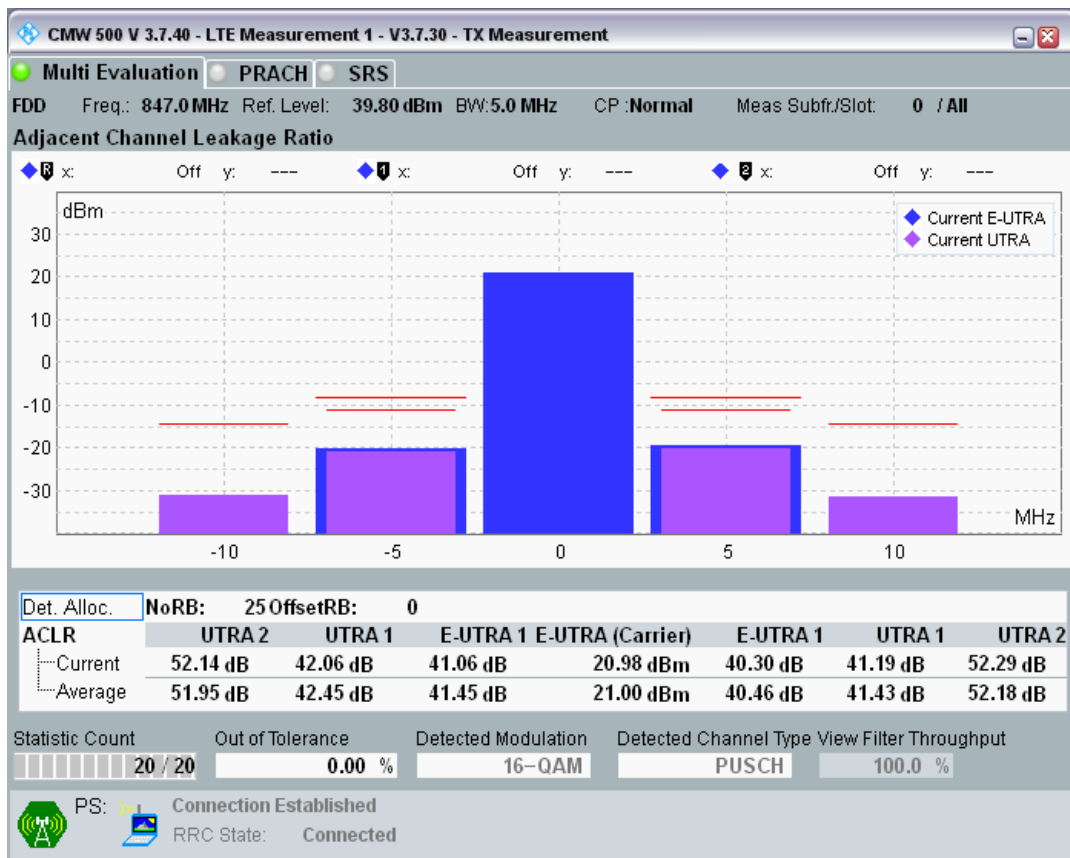 CMW 500 V 3.7.40 - LTE Measurement 1 - V3.7.30 - TX Measurement
Multi Evaluation PRACH SRS
FDD Freq.: 847.0 MHz Ref. Level: 39.80 dBm BW:5.0 MHz CP :Normal Meas Subfr./Slot: 0 / All
Adjacent Channel Leakage Ratio
R x: Off y: --- 1 x: Off y: --- 2 x: Off y: ---
dBm
Current E-UTRA
Current UTRA
30
20
10
0
-10
-20
-30
MHz
-10 -5 0 5 10
Det. Alloc. NoRB: 25 OffsetRB: 0
ACLR UTRA 2 UTRA 1 E-UTRA 1 E-UTRA (Carrier) E-UTRA 1 UTRA 1 UTRA 2
Current 52.14 dB 42.06 dB 41.06 dB 20.98 dBm 40.30 dB 41.19 dB 52.29 dB
Average 51.95 dB 42.45 dB 41.45 dB 21.00 dBm 40.46 dB 41.43 dB 52.18 dB
Statistic Count Out of Tolerance Detected Modulation Detected Channel Type View Filter Throughput
20 / 20 0.00 % 16-QAM PUSCH 100.0 %
PS: Connection Established
RRC State: Connected